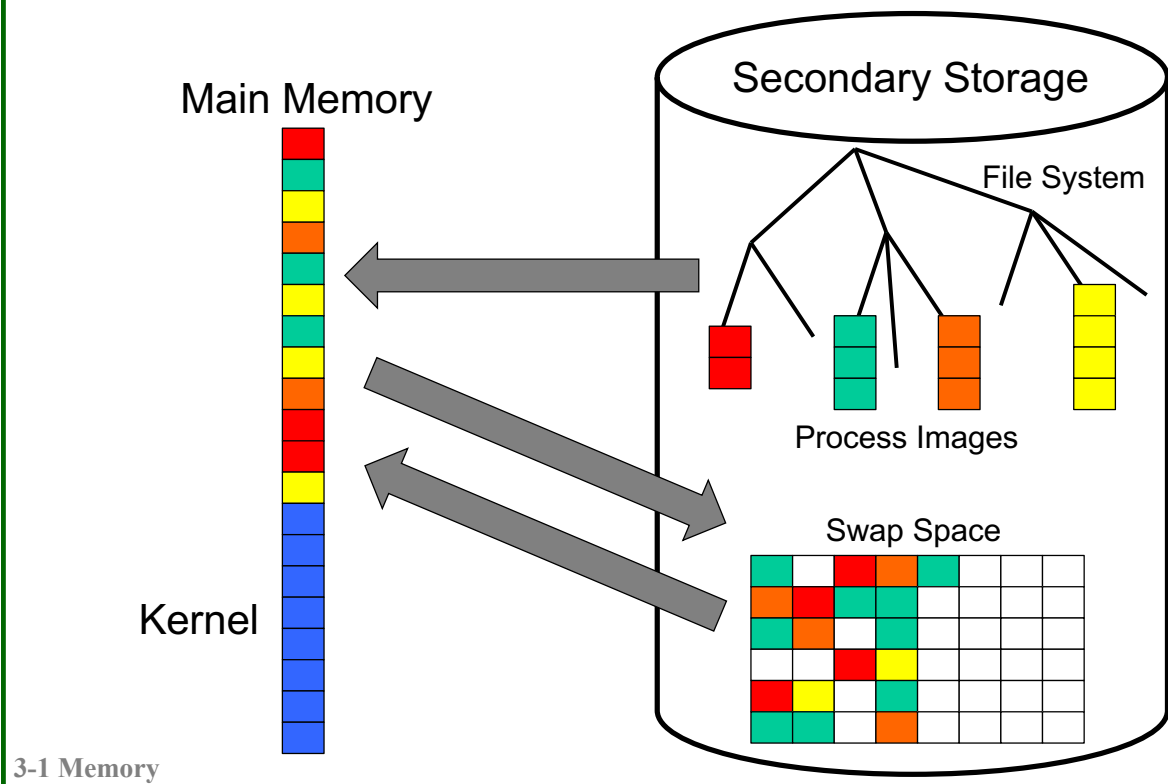 Main Memory
Secondary Storage
File System
Process Images
Swap Space
Kernel
3-1 Memory